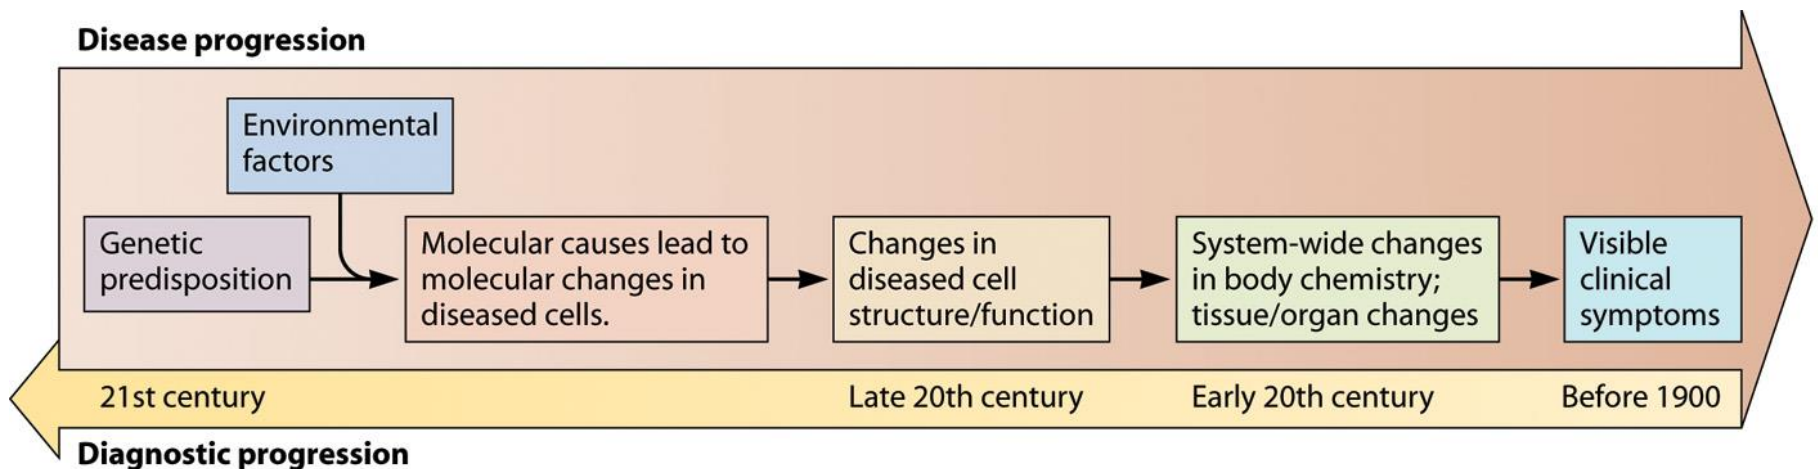 Disease progression
Environmental
factors
Genetic
predisposition
Molecular causes lead to
molecular changes in
diseased cells.
Changes in
diseased cell
structure/function
System-wide changes
in body chemistry;
tissue/organ changes
Visible
clinical
symptoms
21st century
Late 20th century
Early 20th century
Before 1900
Diagnostic progression